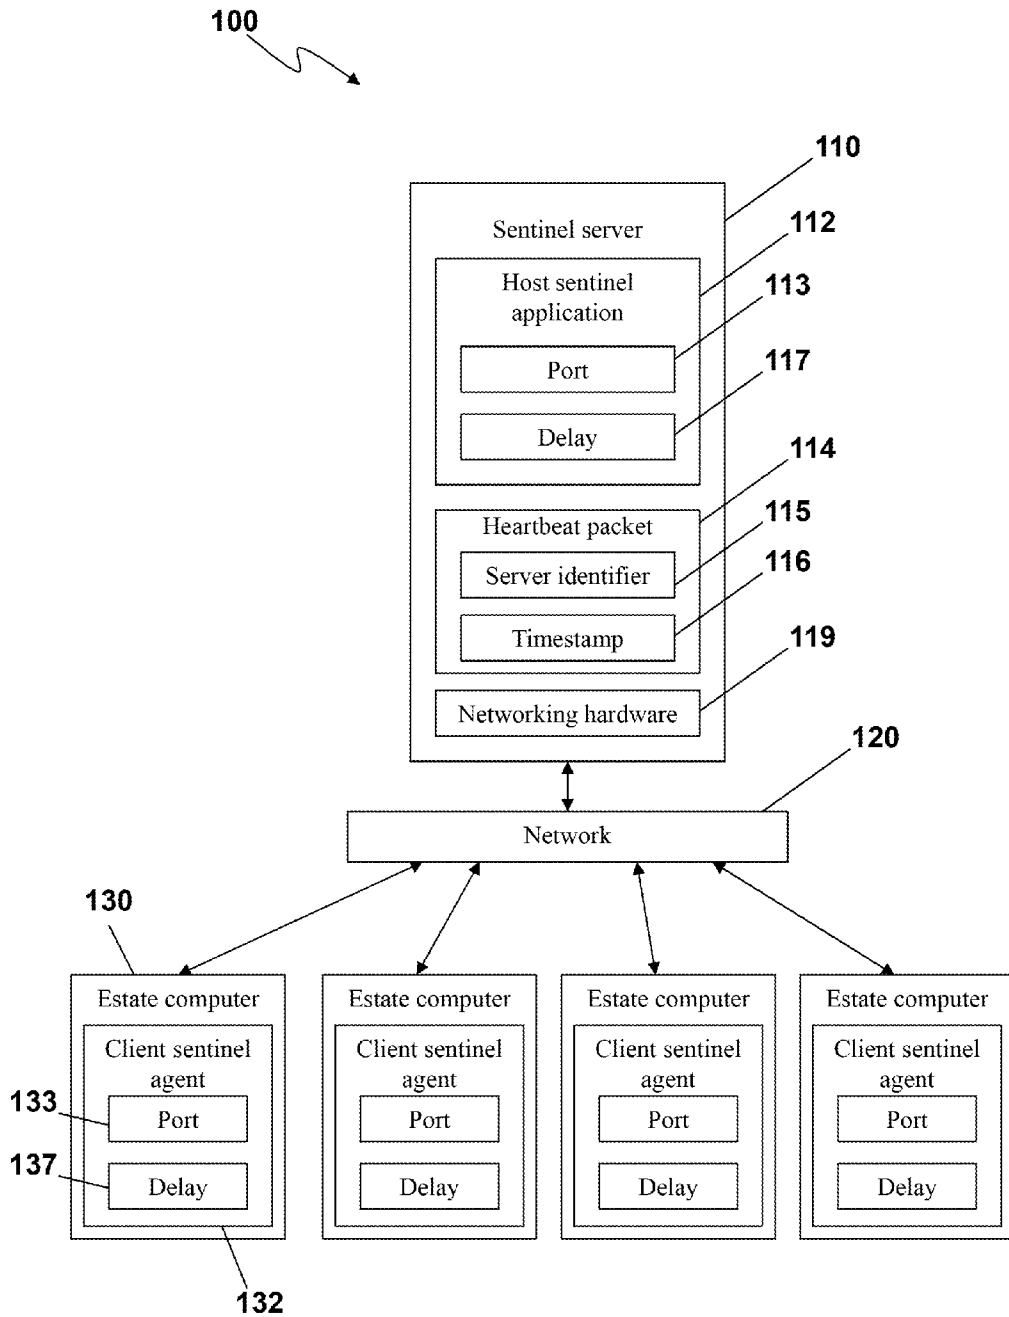 100
110
Sentinel server
112
Host sentinel
application
113
Port
117
Delay
114
Heartbeat packet
115
Server identifier
116
Timestamp
119
Networking hardware
120
Network
130
Estate computer
Estate computer
Estate computer
Estate computer
Client sentinel
agent
Client sentinel
agent
Client sentinel
agent
Client sentinel
agent
133
Port
Port
Port
Port
137
Delay
Delay
Delay
Delay
132